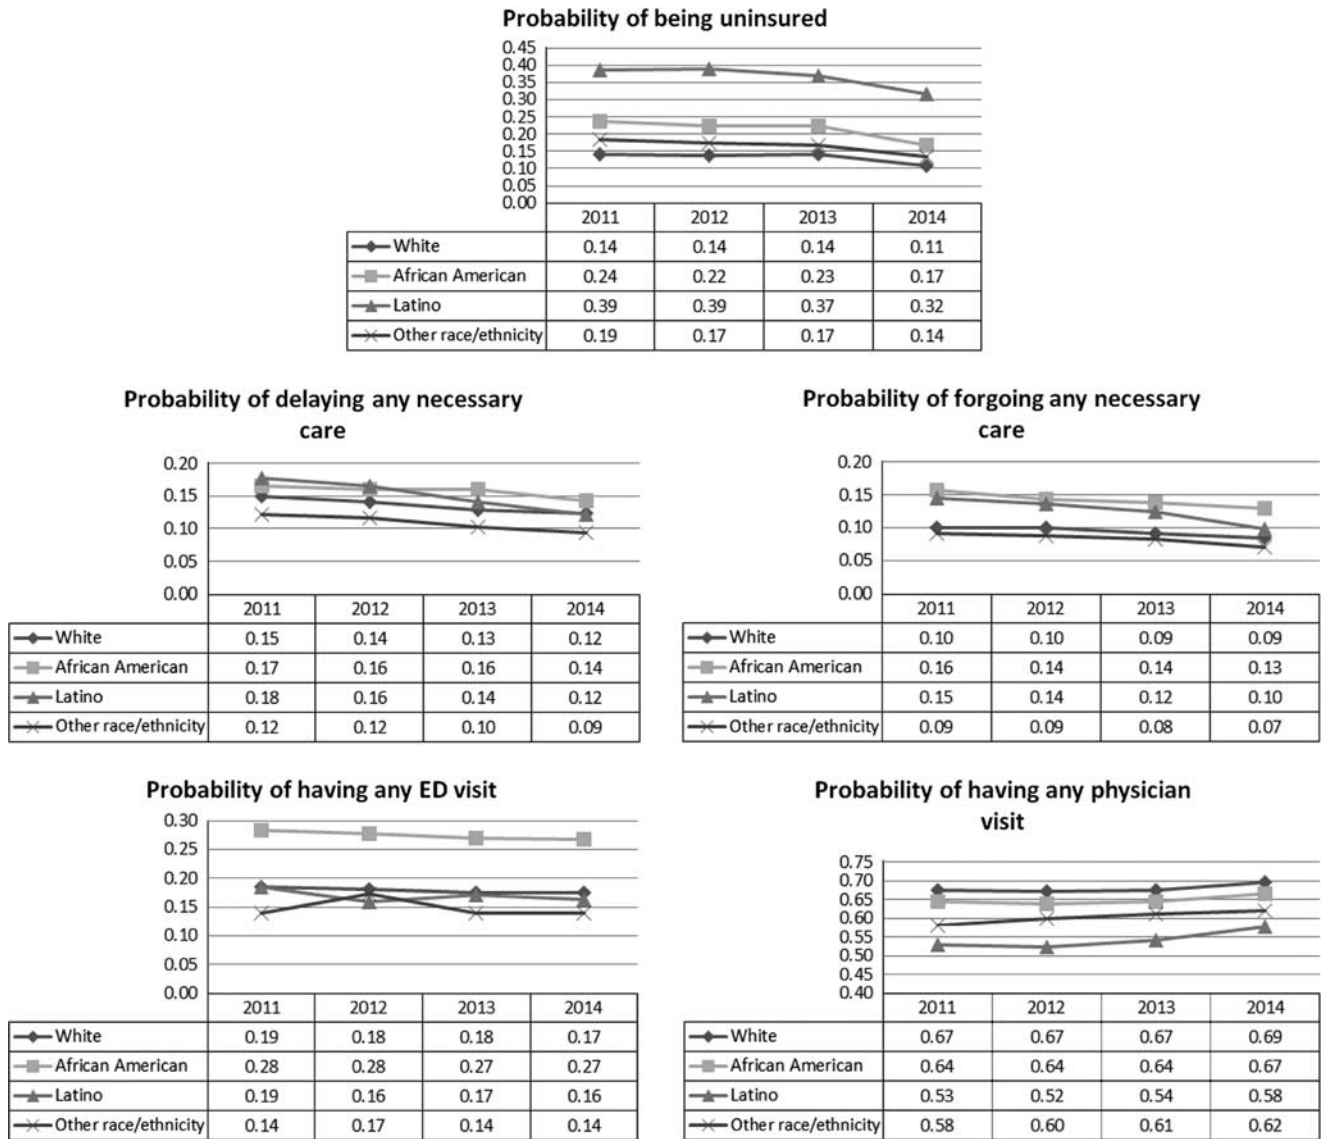 Probability of being uninsured
0.45
0.40
0.35
0.30
0.25
0.20
0.15
0.10
0.05
0.00
2011 2012 2013 2014
White 0.14 0.14 0.14 0.11
African American 0.24 0.22 0.23 0.17
Latino 0.39 0.39 0.37 0.32
Other race/ethnicity 0.19 0.17 0.17 0.14
Probability of delaying any necessary
care
0.20
0.15
0.10
0.05
0.00
2011 2012 2013 2014
White 0.15 0.14 0.13 0.12
African American 0.17 0.16 0.16 0.14
Latino 0.18 0.16 0.14 0.12
Other race/ethnicity 0.12 0.12 0.10 0.09
Probability of forgoing any necessary
care
0.20
0.15
0.10
0.05
0.00
2011 2012 2013 2014
White 0.10 0.10 0.09 0.09
African American 0.16 0.14 0.14 0.13
Latino 0.15 0.14 0.12 0.10
Other race/ethnicity 0.09 0.09 0.08 0.07
Probability of having any ED visit
0.30
0.25
0.20
0.15
0.10
0.05
0.00
2011 2012 2013 2014
White 0.19 0.18 0.18 0.17
African American 0.28 0.28 0.27 0.27
Latino 0.19 0.16 0.17 0.16
Other race/ethnicity 0.14 0.17 0.14 0.14
Probability of having any physician
visit
0.75
0.70
0.65
0.60
0.55
0.50
0.45
0.40
2011 2012 2013 2014
White 0.67 0.67 0.67 0.69
African American 0.64 0.64 0.64 0.67
Latino 0.53 0.52 0.54 0.58
Other race/ethnicity 0.58 0.60 0.61 0.62